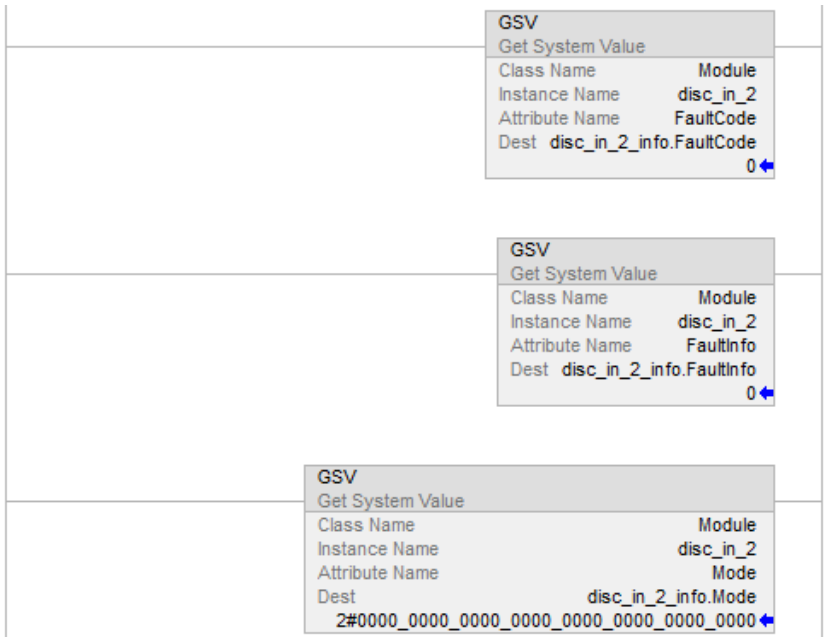 GSV
Get System Value
Class Name Module
Instance Name disc_in_2
Attribute Name FaultCode
Dest disc_in_2_info.FaultCode
0
GSV
Get System Value
Class Name Module
Instance Name disc_in_2
Attribute Name FaultInfo
Dest disc_in_2_info.FaultInfo
0
GSV
Get System Value
Class Name Module
Instance Name disc_in_2
Attribute Name Mode
Dest disc_in_2_info.Mode
2#0000_0000_0000_0000_0000_0000_0000_0000